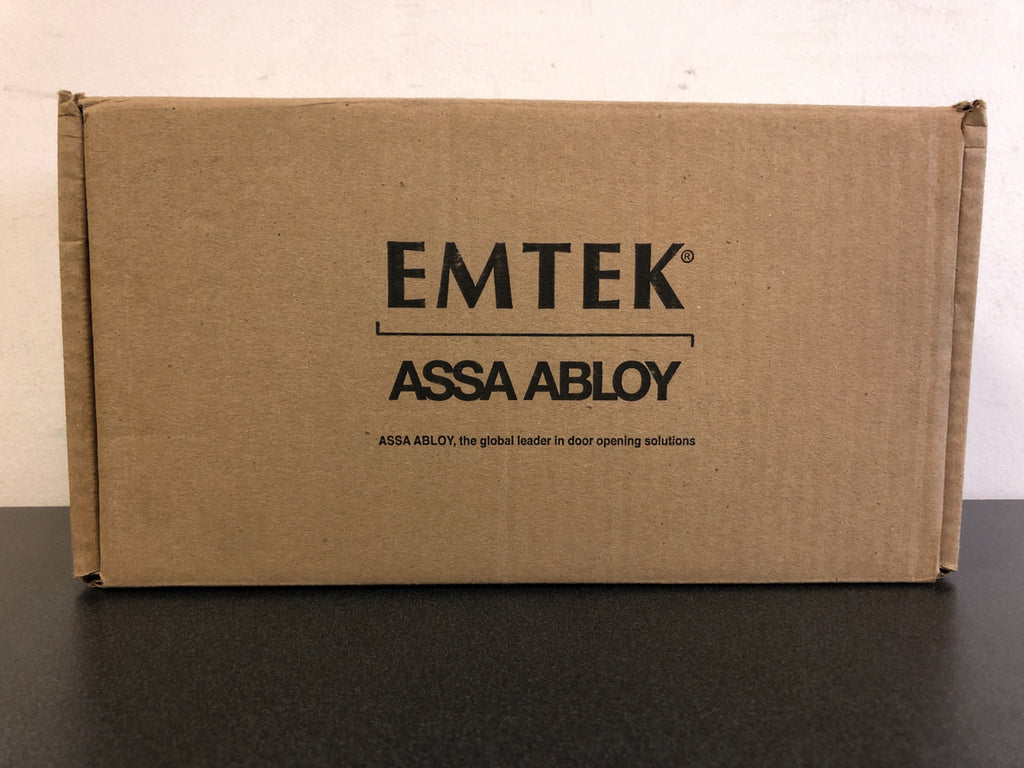 EMTEK®
ASSA ABLOY
ASSA ABLOY, the global leader in door opening solutions